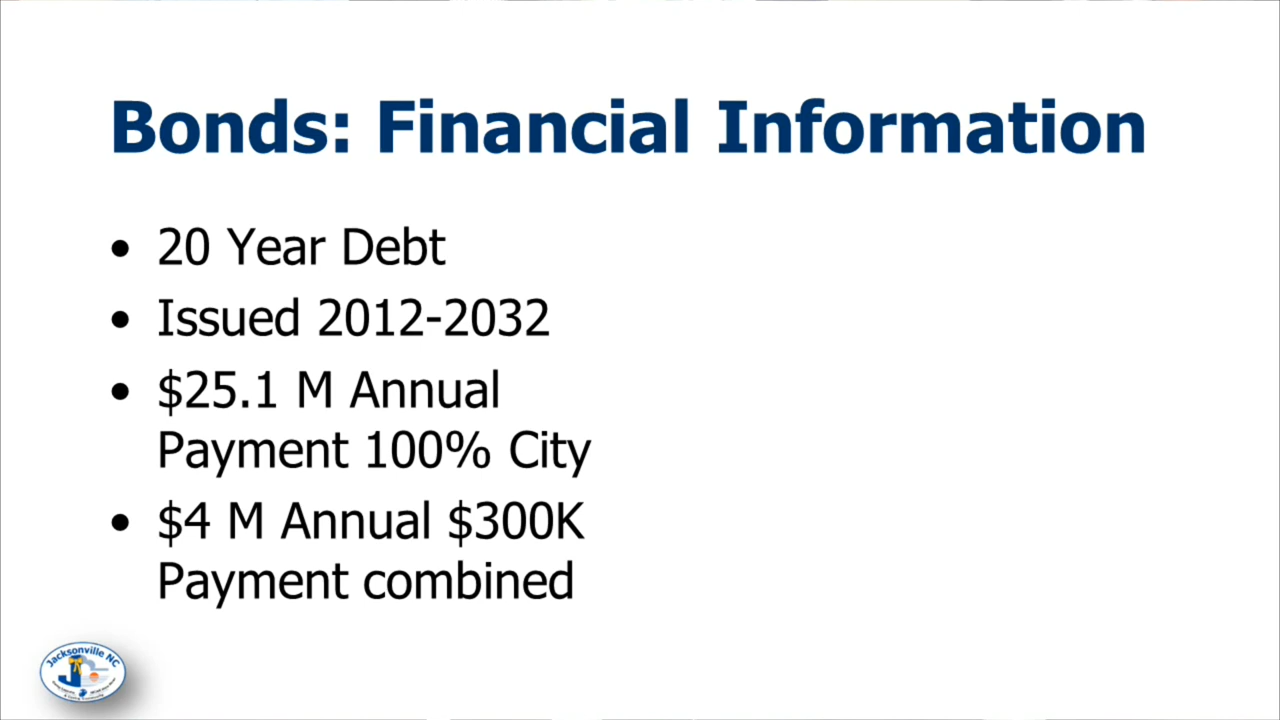 Bonds: Financial Information
• 20 Year Debt
• Issued 2012-2032
• $25.1 M Annual
Payment 100% City
• $4 M Annual $300K
Payment combined
Jacksonville NC